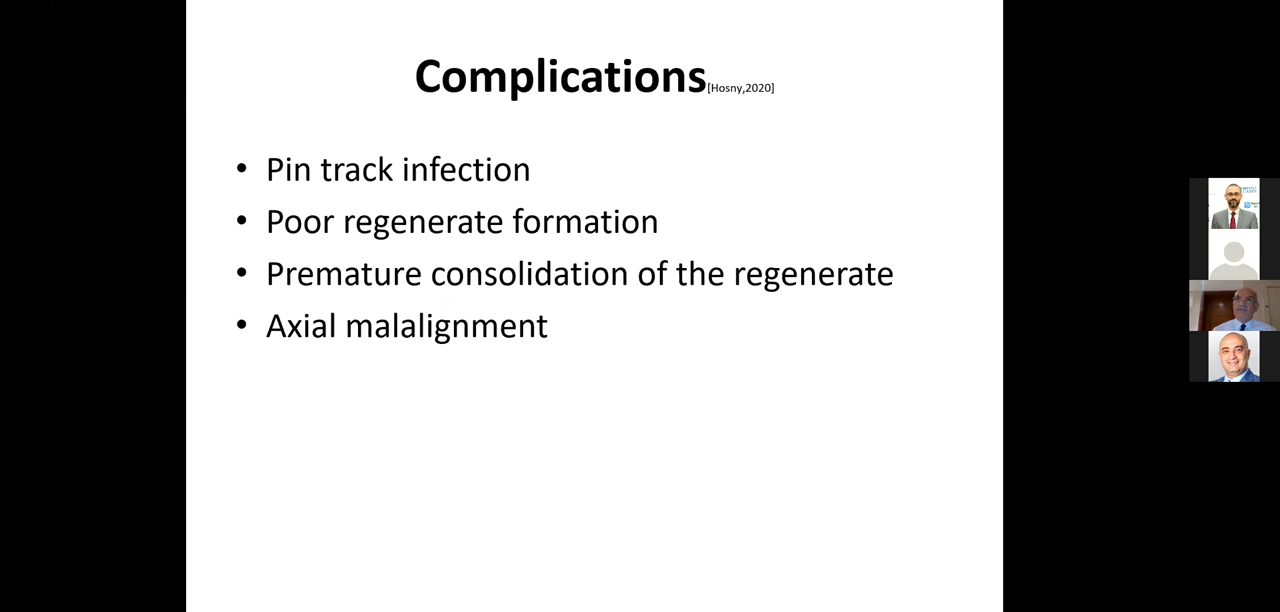 Complications[Hosny,2020]
• Pin track infection
• Poor regenerate formation
• Premature consolidation of the regenerate
• Axial malalignment